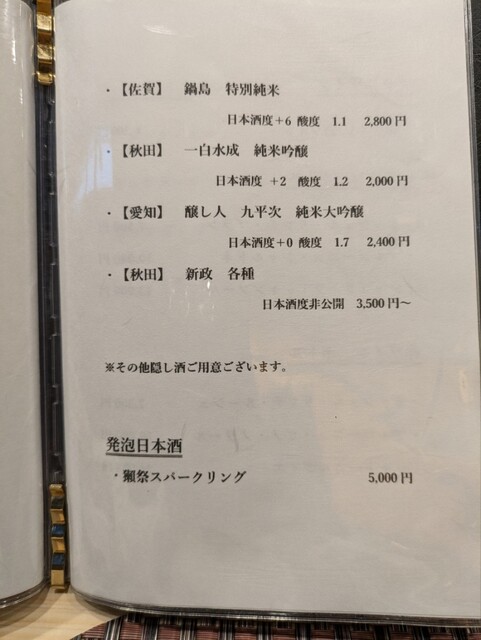 ・【佐賀】 鍋島 特別純米
日本酒度+6 酸度 1.1 2,800円
・【秋田】 一白水成 純米吟醸
日本酒度 +2 酸度 1.2 2,000円
・【愛知】 醸し人 九平次 純米大吟醸
日本酒度+0 酸度 1.7 2,400円
・【秋田】 新政 各種
日本酒度非公開 3,500円～
※その他隠し酒ご用意ございます。
発泡日本酒
・獺祭スパークリング 5,000円